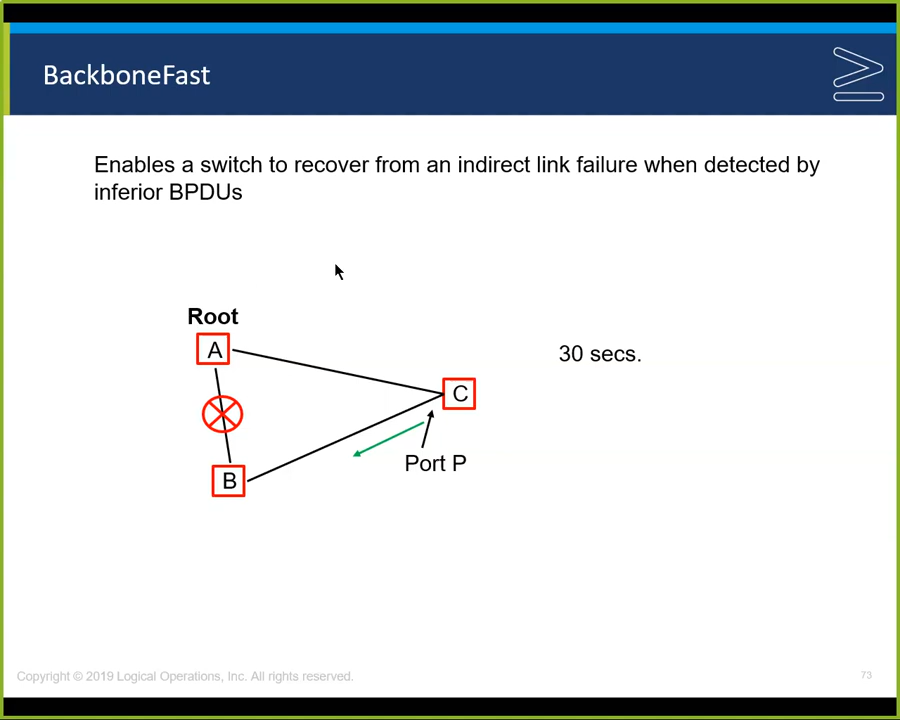 BackboneFast
Enables a switch to recover from an indirect link failure when detected by
inferior BPDUs
Root
A
30 secs.
C
Port P
B
Copyright © 2019 Logical Operations, Inc. All rights reserved.
73